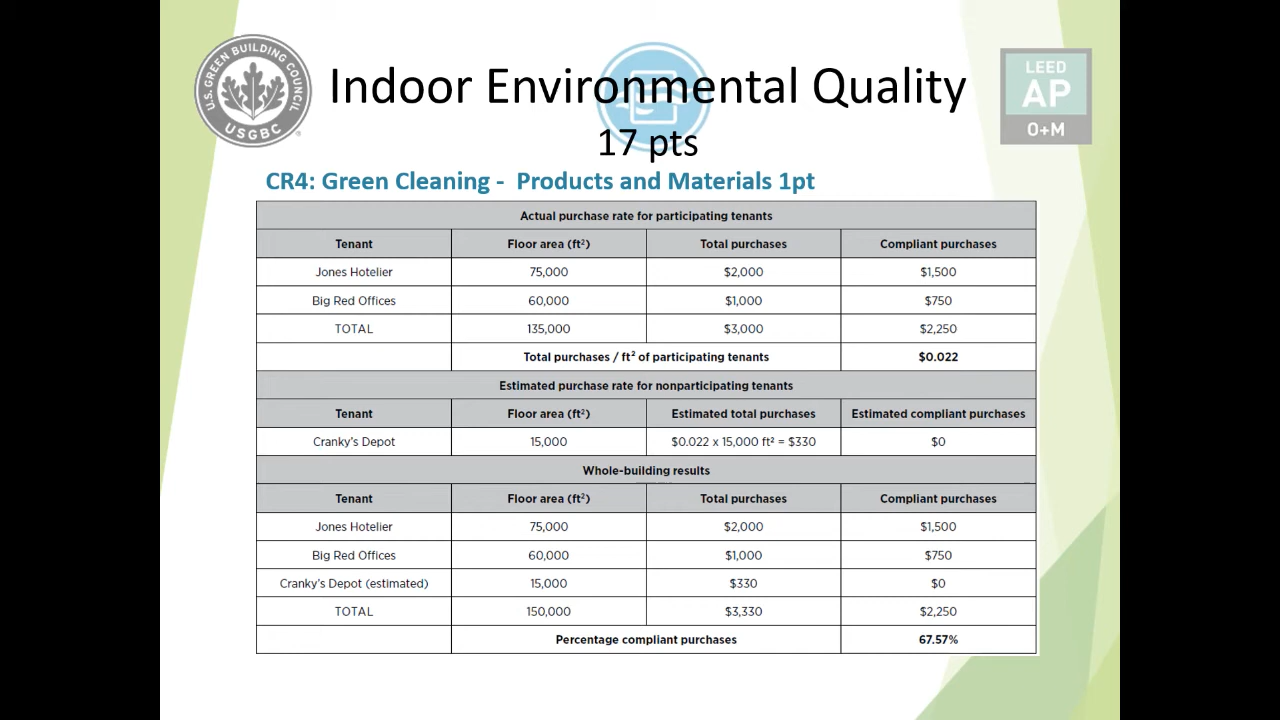 U.S. GREEN BUILDING COUNCIL
USGBC
Indoor Environmental Quality
17 pts
LEED
AP
O+M
CR4: Green Cleaning - Products and Materials 1pt
Actual purchase rate for participating tenants
Tenant Floor area (ft²) Total purchases Compliant purchases
Jones Hotelier 75,000 $2,000 $1,500
Big Red Offices 60,000 $1,000 $750
TOTAL 135,000 $3,000 $2,250
Total purchases / ft² of participating tenants $0.022
Estimated purchase rate for nonparticipating tenants
Tenant Floor area (ft²) Estimated total purchases Estimated compliant purchases
Cranky's Depot 15,000 $0.022 x 15,000 ft² = $330 $0
Whole-building results
Tenant Floor area (ft²) Total purchases Compliant purchases
Jones Hotelier 75,000 $2,000 $1,500
Big Red Offices 60,000 $1,000 $750
Cranky's Depot (estimated) 15,000 $330 $0
TOTAL 150,000 $3,330 $2,250
Percentage compliant purchases 67.57%